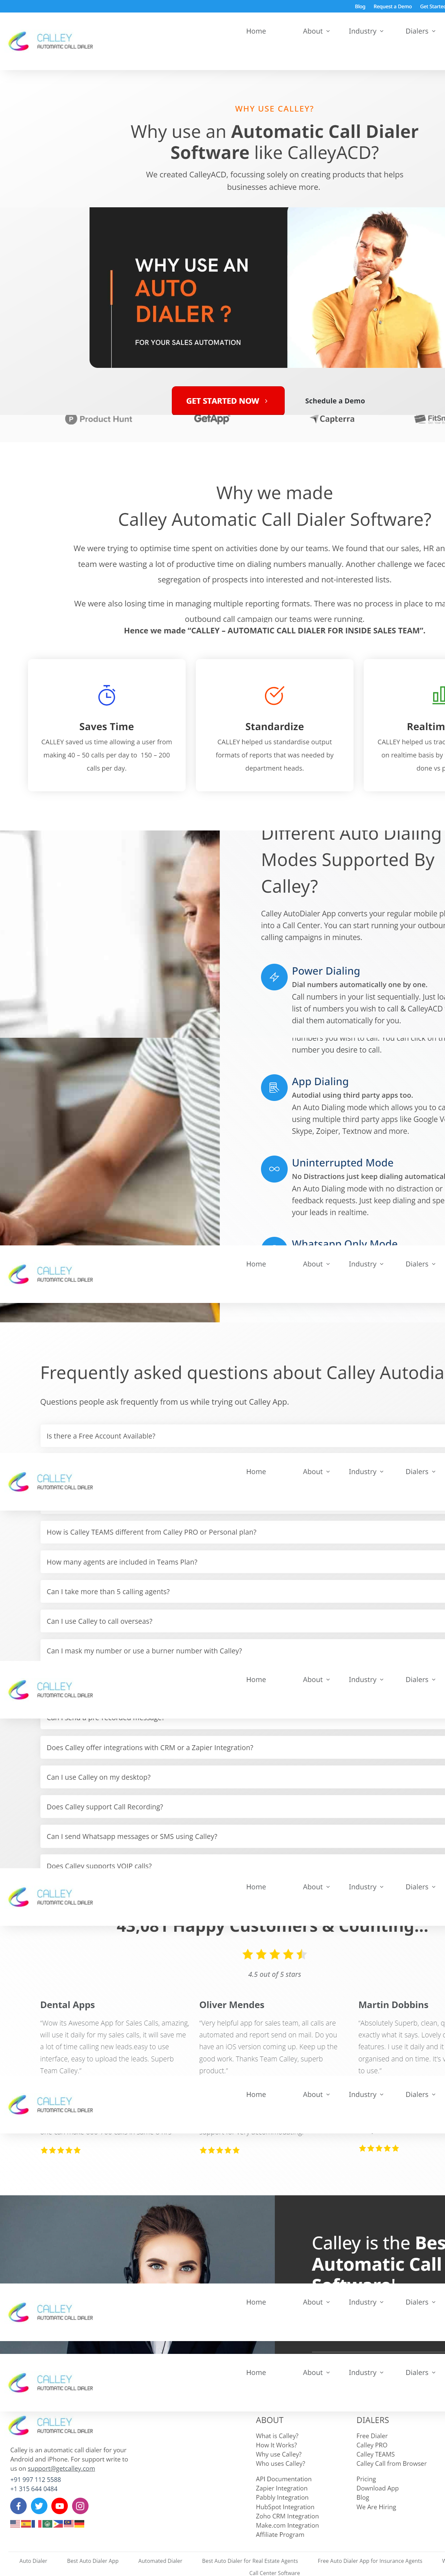 Blog Request a Demo Get Started
CALLEY
AUTOMATIC CALL DIALER
Home About Industry Dialers
WHY USE CALLEY?
Why use an Automatic Call Dialer
Software like CalleyACD?
We created CalleyACD, focussing solely on creating products that helps
businesses achieve more.
WHY USE AN
AUTO
DIALER ?
FOR YOUR SALES AUTOMATION
GET STARTED NOW
Schedule a Demo
Product Hunt GetApp Capterra
Why we made
Calley Automatic Call Dialer Software?
We were trying to optimise time spent on activities done by our teams. We found that our sales, HR an
team were wasting a lot of productive time on dialing numbers manually. Another challenge we faced
segregation of prospects into interested and not-interested lists.
We were also losing time in managing multiple reporting formats. There was no process in place to ma
outbound call campaign our teams were running.
Hence we made “CALLEY – AUTOMATIC CALL DIALER FOR INSIDE SALES TEAM”.
Saves Time
CALLEY saved us time allowing a user from
making 40 – 50 calls per day to 150 – 200
calls per day.
Standardize
CALLEY helped us standardise output
formats of reports that was needed by
department heads.
Realtim
CALLEY helped us trac
on realtime basis by
done vs p
Different Auto Dialing
Modes Supported By
Calley?
Calley AutoDialer App converts your regular mobile p
into a Call Center. You can start running your outbou
calling campaigns in minutes.
Power Dialing
Dial numbers automatically one by one.
Call numbers in your list sequentially. Just loa
list of numbers you wish to call & CalleyACD
dial them automatically for you.
numbers you wish to call. You can click on th
number you desire to call.
App Dialing
Autodial using third party apps too.
An Auto Dialing mode which allows you to ca
using multiple third party apps like Google V
Skype, Zoiper, Textnow and more.
Uninterrupted Mode
No Distractions just keep dialing automatical
An Auto Dialing mode with no distraction or
feedback requests. Just keep dialing and spe
your leads in realtime.
Whatsapp Only Mode
CALLEY
AUTOMATIC CALL DIALER
Home About Industry Dialers
Frequently asked questions about Calley Autodia
Questions people ask frequently from us while trying out Calley App.
Is there a Free Account Available?
CALLEY
AUTOMATIC CALL DIALER
Home About Industry Dialers
How is Calley TEAMS different from Calley PRO or Personal plan?
How many agents are included in Teams Plan?
Can I take more than 5 calling agents?
Can I use Calley to call overseas?
Can I mask my number or use a burner number with Calley?
CALLEY
AUTOMATIC CALL DIALER
Home About Industry Dialers
Can I send a pre recorded message?
Does Calley offer integrations with CRM or a Zapier Integration?
Can I use Calley on my desktop?
Does Calley support Call Recording?
Can I send Whatsapp messages or SMS using Calley?
Does Calley supports VOIP calls?
CALLEY
AUTOMATIC CALL DIALER
Home About Industry Dialers
43,081 Happy Customers & Counting...
4.5 out of 5 stars
Dental Apps
“Wow its Awesome App for Sales Calls, amazing,
will use it daily for my sales calls, it will save me
a lot of time calling new leads.easy to use
interface, easy to upload the leads. Superb
Team Calley.”
Oliver Mendes
“Very helpful app for sales team, all calls are
automated and report send on mail. Do you
have an IOS version coming up. Keep up the
good work. Thanks Team Calley, superb
product.”
Martin Dobbins
“Absolutely Superb, clean, q
exactly what it says. Lovely c
features. I use it daily and it
organised and on time. It's v
to use.”
CALLEY
AUTOMATIC CALL DIALER
Home About Industry Dialers
Calley is the Bes
Automatic Call
Software!
CALLEY
AUTOMATIC CALL DIALER
Home About Industry Dialers
CALLEY
AUTOMATIC CALL DIALER
Home About Industry Dialers
CALLEY
AUTOMATIC CALL DIALER
Calley is an automatic call dialer for your
Android and iPhone. For support write to
us on support@getcalley.com
+91 997 112 5588
+1 315 644 0484
ABOUT
What is Calley?
How It Works?
Why use Calley?
Who uses Calley?
API Documentation
Zapier Integration
Pabbly Integration
HubSpot Integration
Zoho CRM Integration
Make.com Integration
Affiliate Program
DIALERS
Free Dialer
Calley PRO
Calley TEAMS
Calley Call from Browser
Pricing
Download App
Blog
We Are Hiring
Auto Dialer Best Auto Dialer App Automated Dialer Best Auto Dialer for Real Estate Agents Free Auto Dialer App for Insurance Agents
Call Center Software